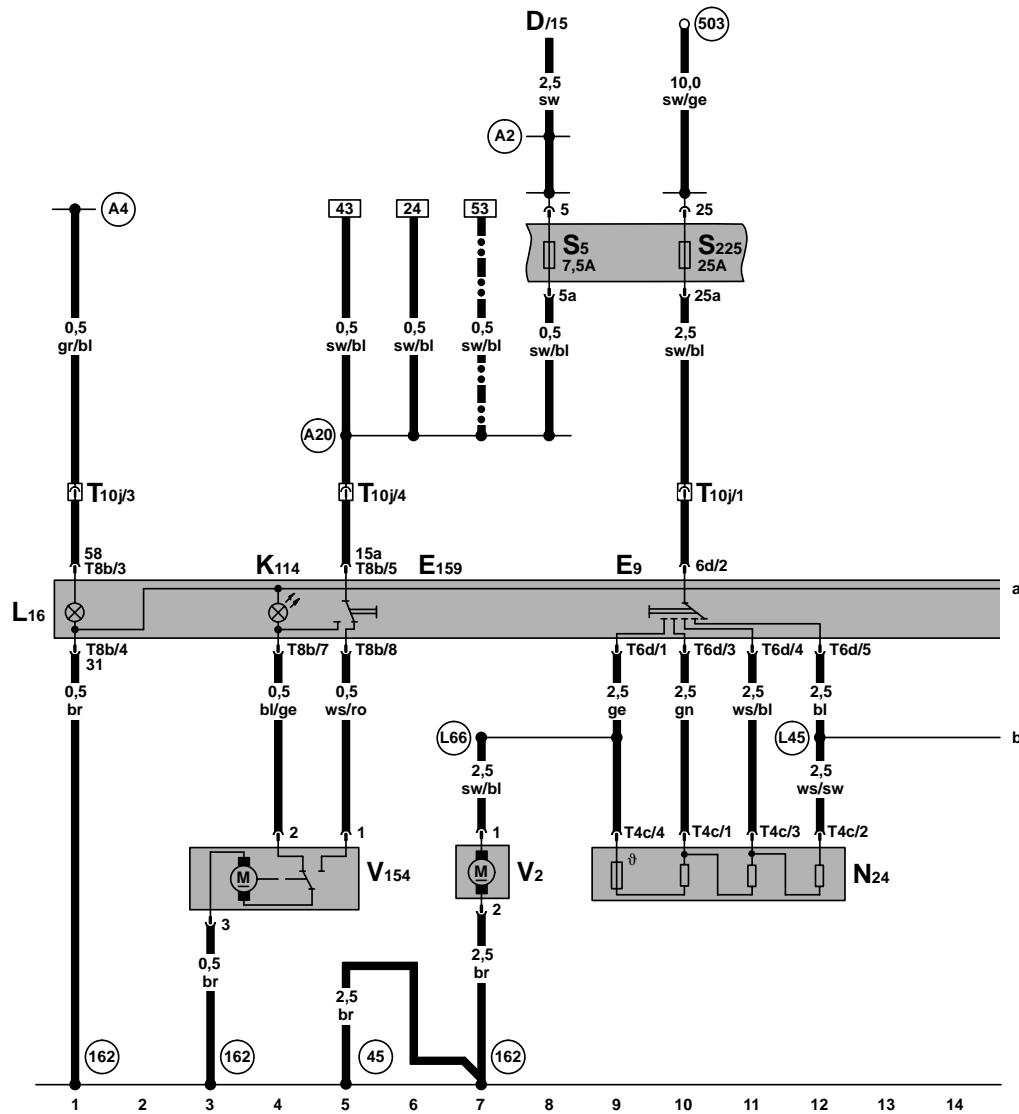 D/15
503
2,5
sw
10,0
sw/ge
A2
A4
43
24
53
5
25
S5
7,5A
S225
25A
5a
25a
0,5
gr/bl
0,5
sw/bl
0,5
sw/bl
0,5
sw/bl
0,5
sw/bl
2,5
sw/bl
A20
T10j/3
T10j/4
T10j/1
58
T8b/3
K114
15a
T8b/5
E159
E9
6d/2
a
L16
T8b/4
31
T8b/7
T8b/8
T6d/1
T6d/3
T6d/4
T6d/5
0,5
br
0,5
bl/ge
0,5
ws/ro
2,5
ge
2,5
gn
2,5
ws/bl
2,5
bl
L66
L45
b
2,5
sw/bl
2,5
ws/sw
2
1
1
T4c/4
T4c/1
T4c/3
T4c/2
M
V154
M
V2
ϑ
N24
3
2
0,5
br
2,5
br
2,5
br
162
162
45
162
1 2 3 4 5 6 7 8 9 10 11 12 13 14